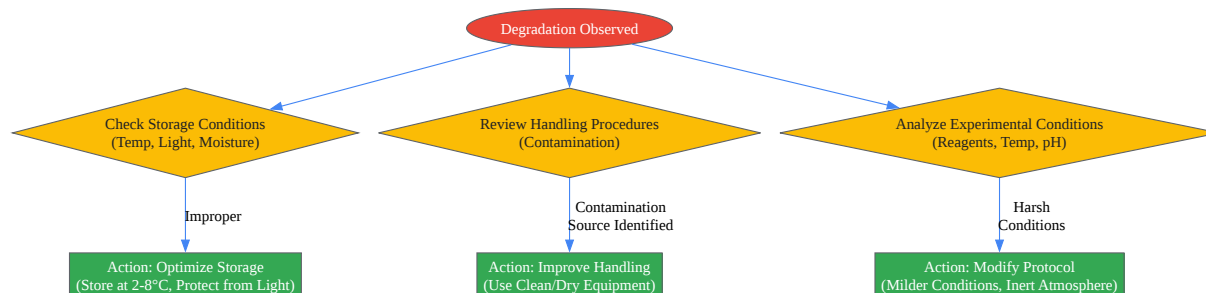 Degradation Observed
Check Storage Conditions
(Temp, Light, Moisture)
Review Handling Procedures
(Contamination)
Analyze Experimental Conditions
(Reagents, Temp, pH)
Improper
Contamination
Source Identified
Harsh
Conditions
Action: Optimize Storage
(Store at 2-8°C, Protect from Light)
Action: Improve Handling
(Use Clean/Dry Equipment)
Action: Modify Protocol
(Milder Conditions, Inert Atmosphere)